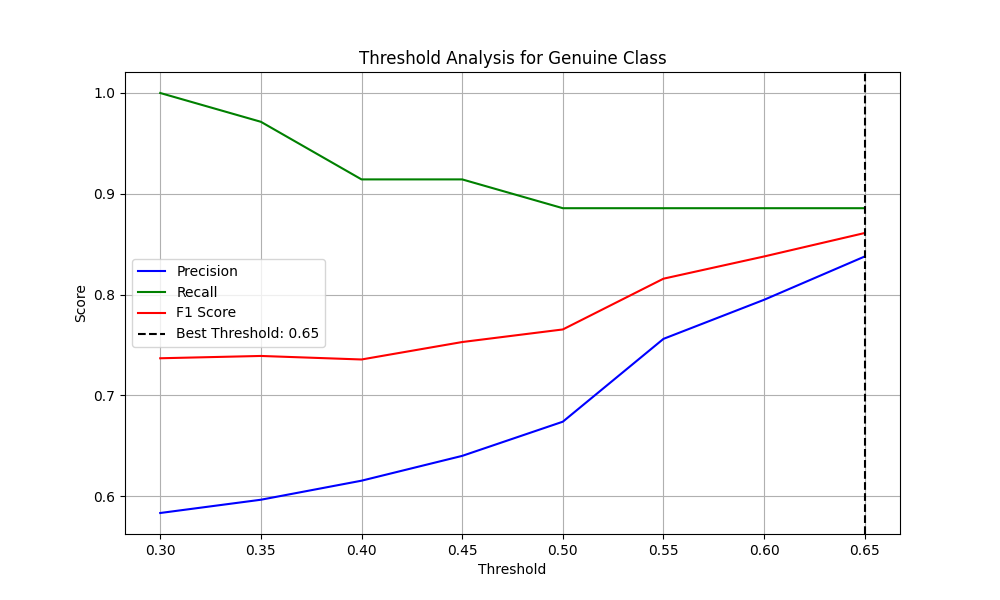 Threshold Analysis for Genuine Class
1.0
0.9
0.8
0.7
0.6
Score
Precision
Recall
F1 Score
Best Threshold: 0.65
0.30 0.35 0.40 0.45 0.50 0.55 0.60 0.65
Threshold